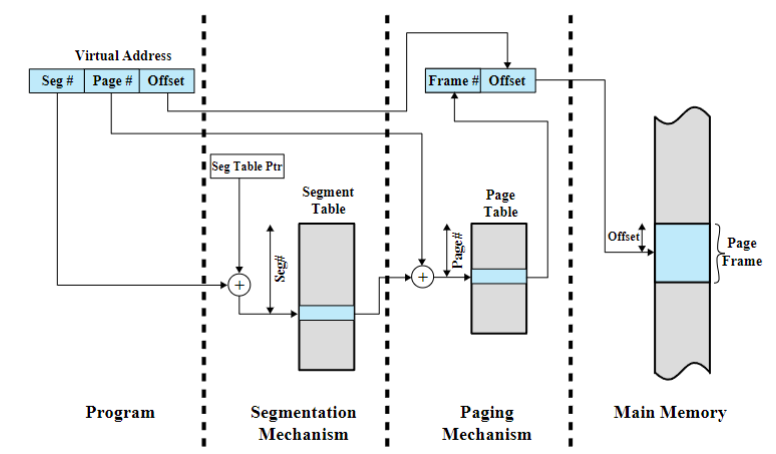 Virtual Address
Seg # Page # Offset
Frame # Offset
Seg Table Ptr
Segment
Table
Page
Table
Seg#
+
Page#
+
Offset
Page
Frame
Program
Segmentation
Mechanism
Paging
Mechanism
Main Memory